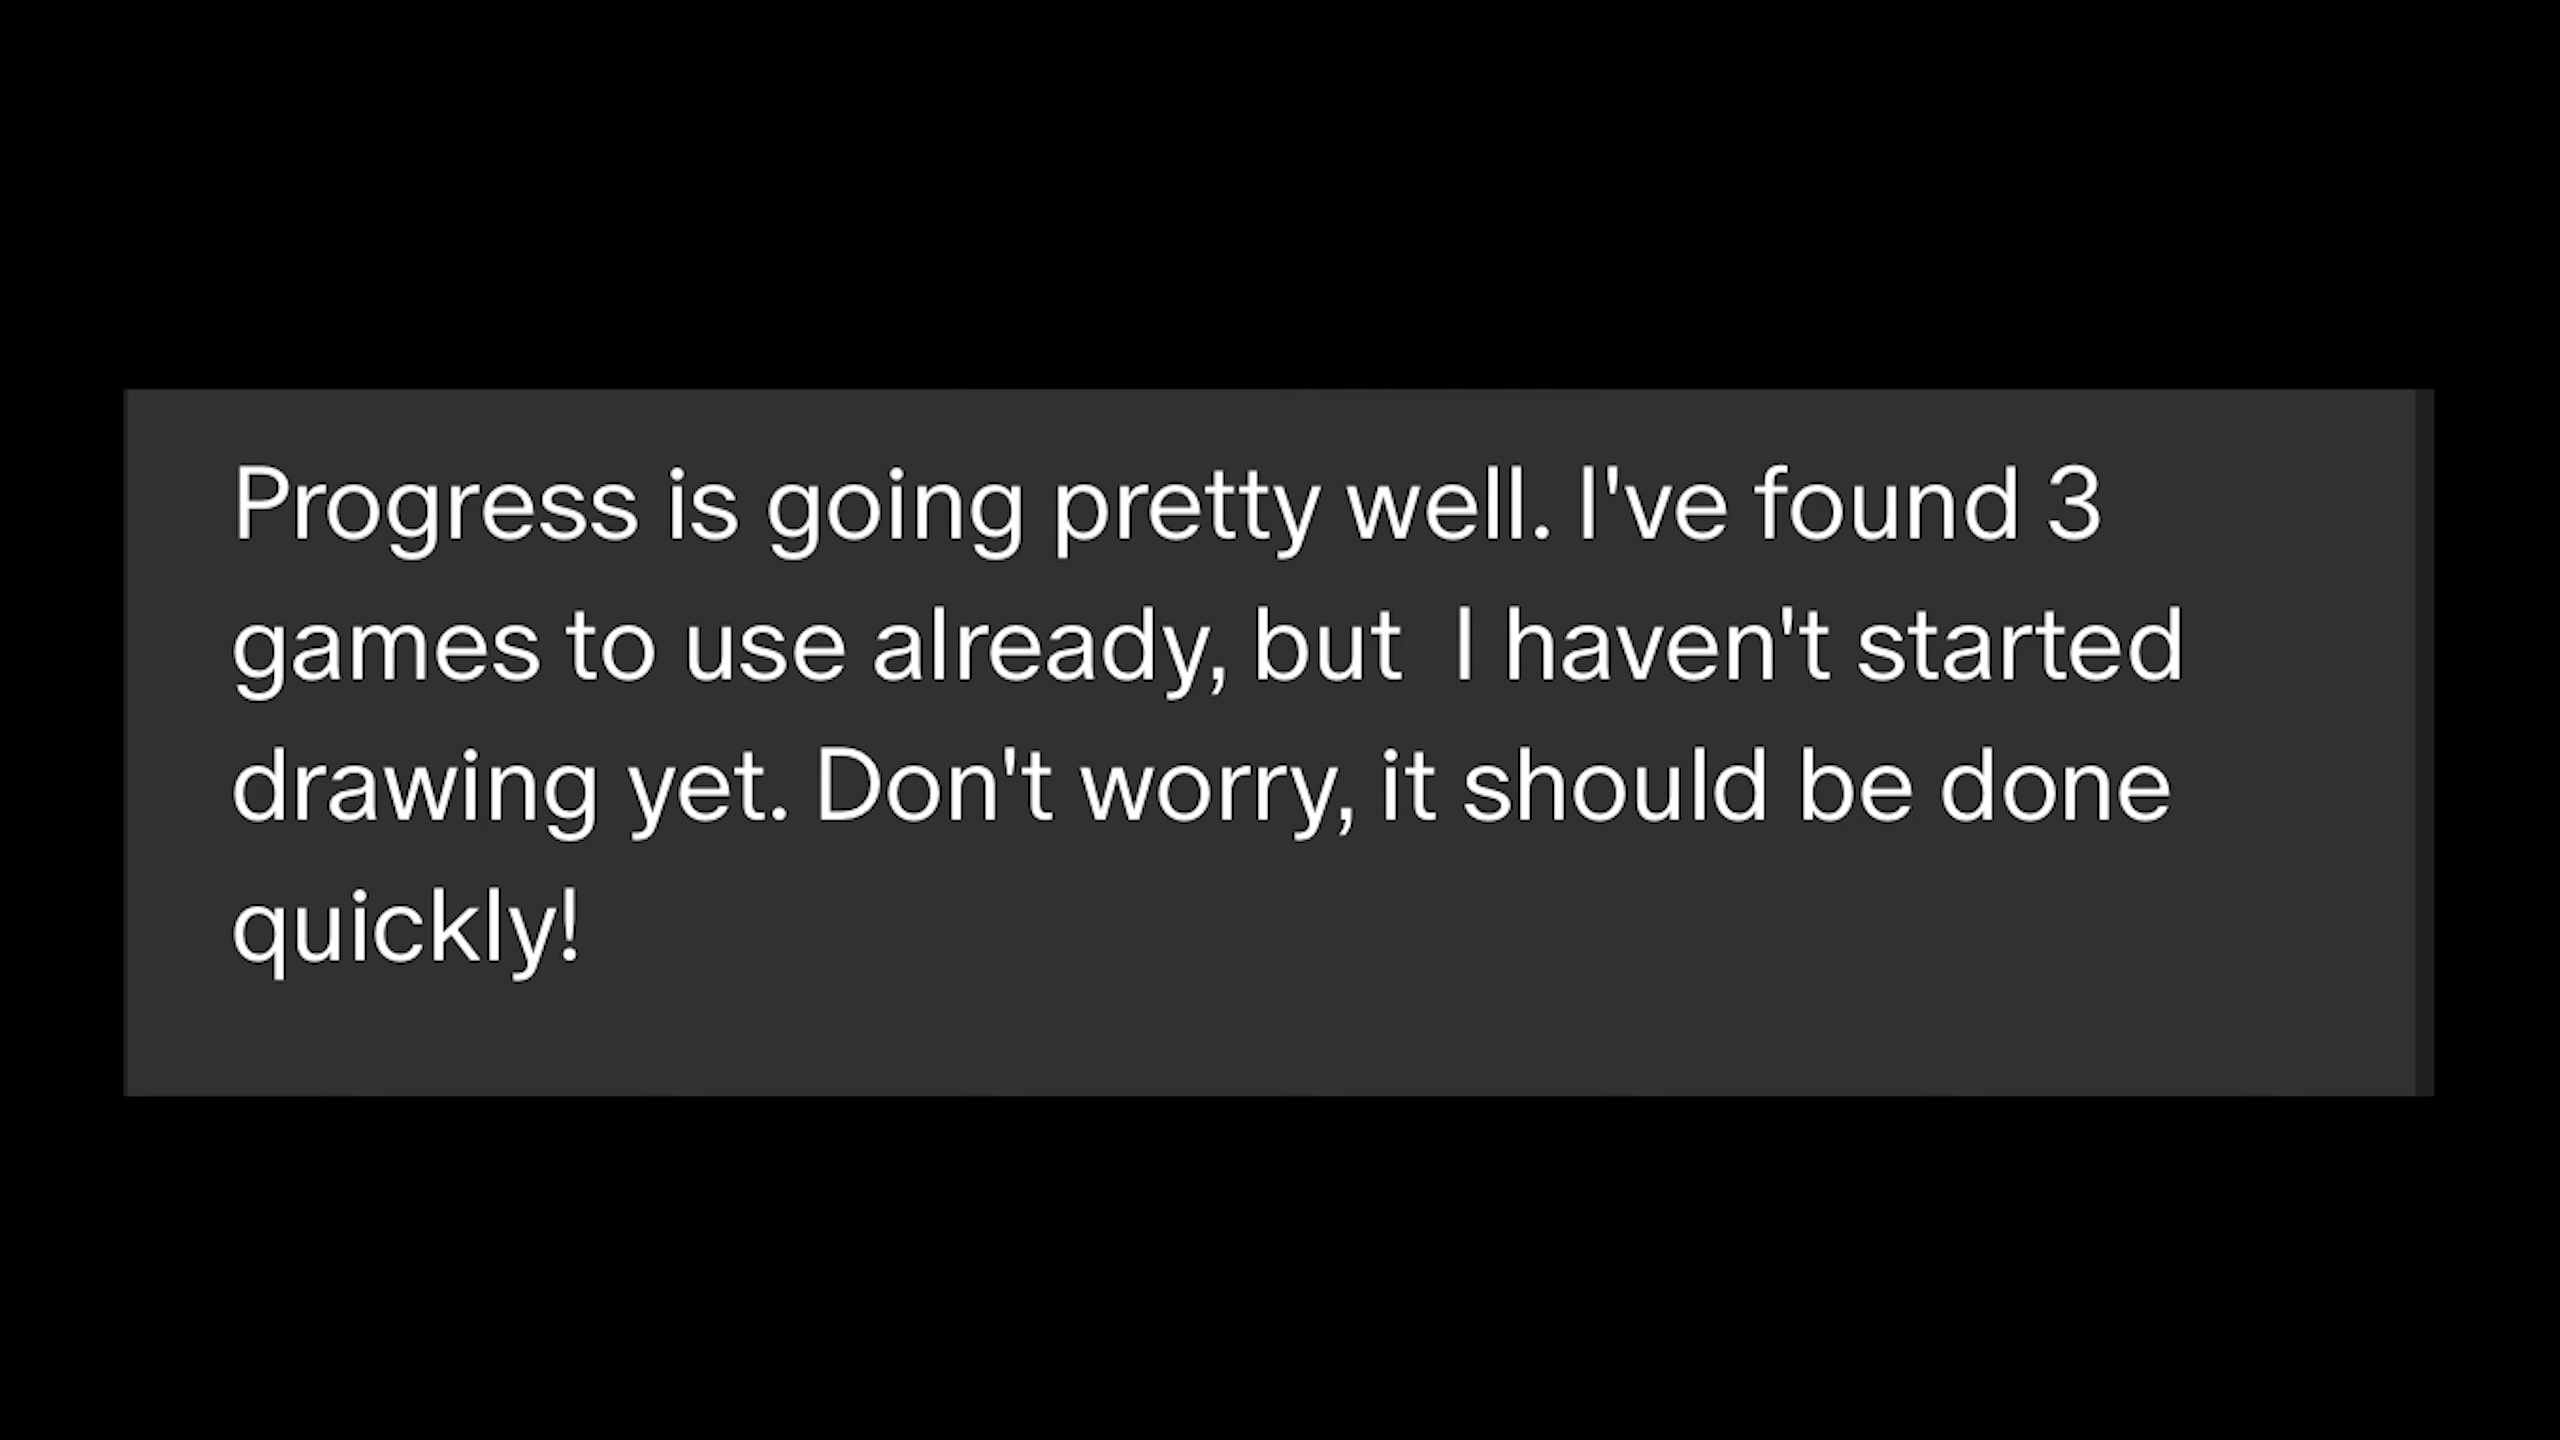 Progress is going pretty well. I've found 3
games to use already, but  I haven't started
drawing yet. Don't worry, it should be done
quickly!